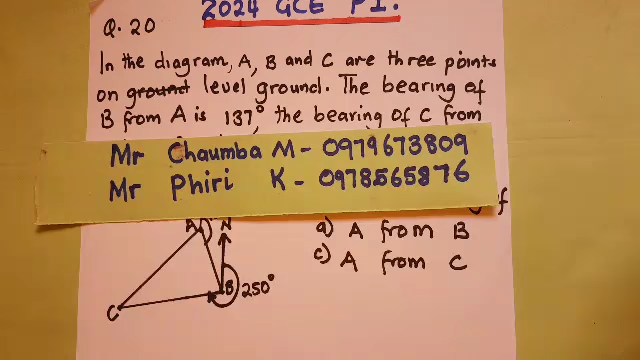 2024 GCE P1.
Q. 20
In the diagram, A, B and C are three points
on ground level ground. The bearing of
B from A is 137°, the bearing of C from
Mr Chaumba M - 0979673809
Mr Phiri K - 0978565876
of
A N
a) A from B
c) A from C
B 250°
C